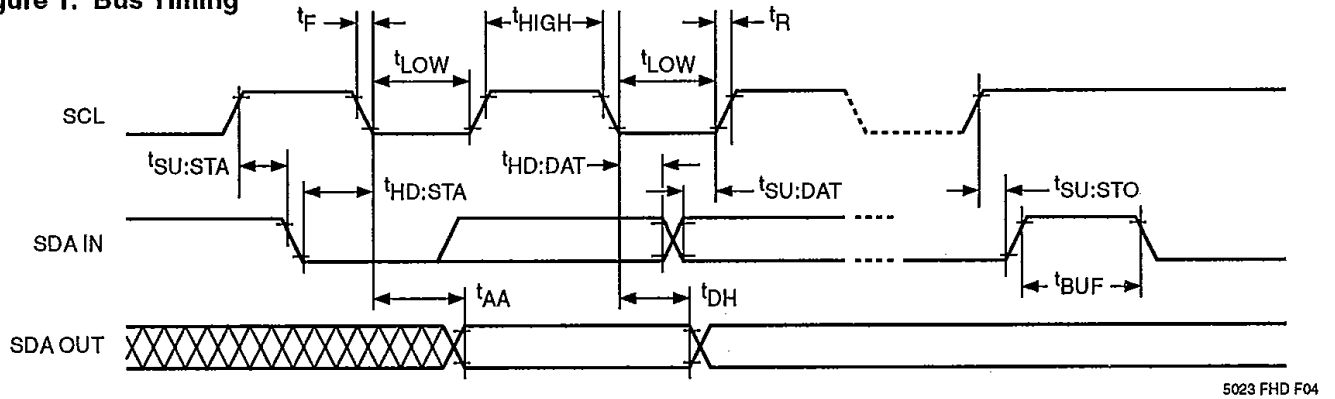 gure 1. Bus Timing
tF
tHIGH
tR
tLOW
tLOW
SCL
tSU:STA
tHD:STA
tHD:DAT
tSU:DAT
tSU:STO
SDA IN
tBUF
tAA
tDH
SDA OUT
5023 FHD F04